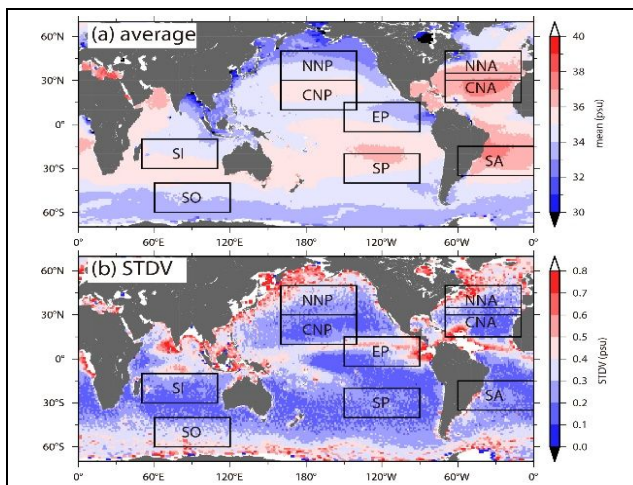 (a) average
60°N
30°N
0°
30°S
60°S
NNP
CNP
EP
SP
SI
SO
NNA
CNA
SA
60°E
120°E
180°
-120°W
-60°W
0°
40
38
36
34
32
30
mean (psu)
(b) STDV
60°N
30°N
0°
30°S
60°S
NNP
CNP
EP
SP
SI
SO
NNA
CNA
SA
60°E
120°E
180°W
-120°W
-60°W
0°
0.8
0.7
0.6
0.5
0.4
0.3
0.2
0.1
0.0
STDV (psu)